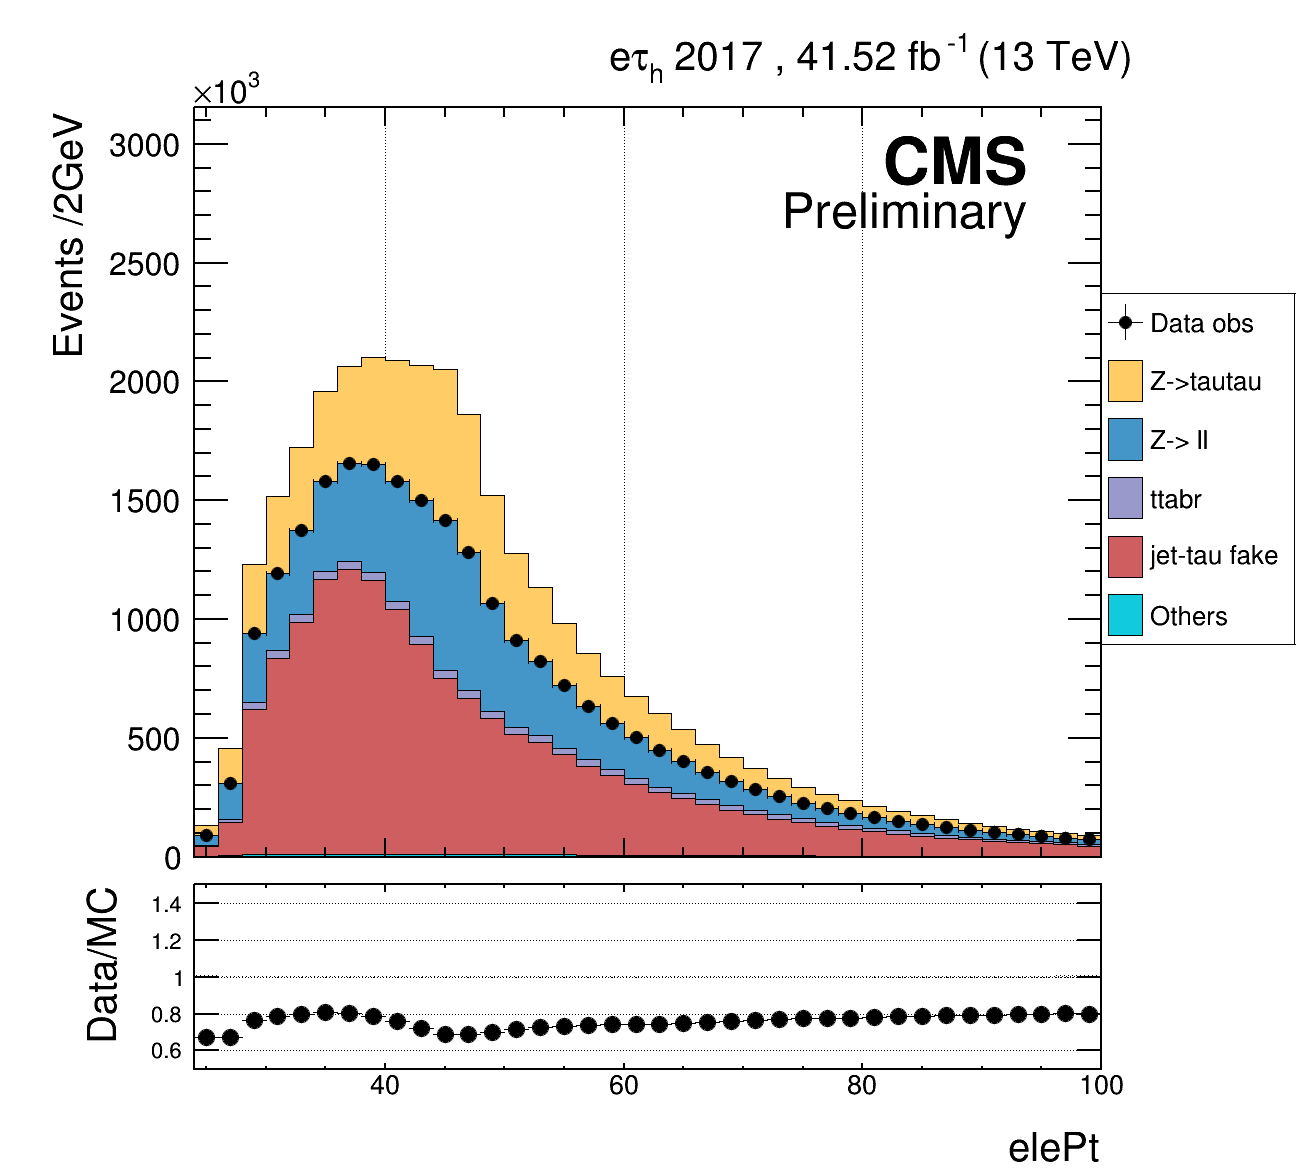 eτh 2017 , 41.52 fb-1 (13 TeV)
×10^3
Events /2GeV
3000
2500
2000
1500
1000
500
0
CMS
Preliminary
Data obs
Z->tautau
Z-> ll
ttabr
jet-tau fake
Others
Data/MC
1.4
1.2
1
0.8
0.6
40
60
80
100
elePt